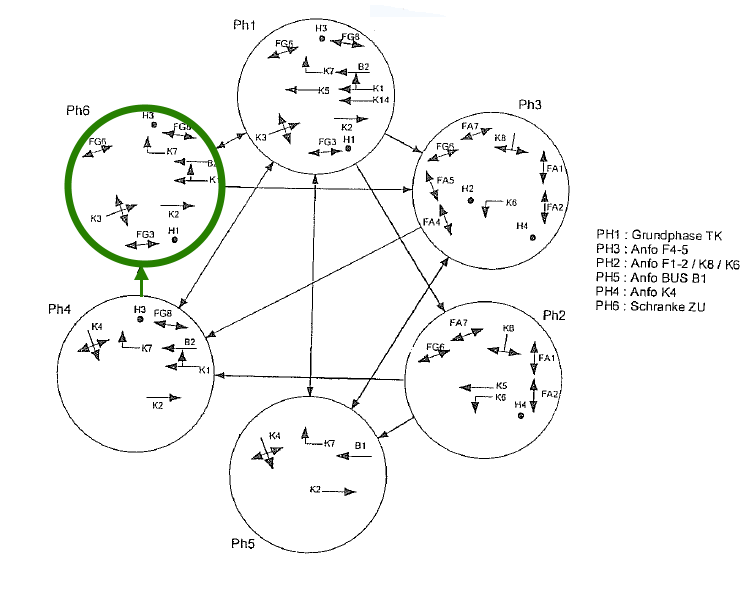 Ph1
H3
FG6
FG6
K7
B2
K5
K1
K14
K3
K2
FG3
H1
Ph6
H3
FG8
FG6
K7
K3
K2
FG3
H1
Ph3
FA7
K8
FG6
FA1
FA5
H2
K6
FA2
FA4
H4
PH1 : Grundphase TK
PH3 : Anfo F4-5
PH2 : Anfo F1-2 / K8 / K6
PH5 : Anfo BUS B1
PH4 : Anfo K4
PH6 : Schranke ZU
Ph4
H3
FG8
K4
K7
B2
K1
K2
Ph2
FA7
FG6
FA1
K5
K6
FA2
H4
Ph5
K4
K7
B1
K2